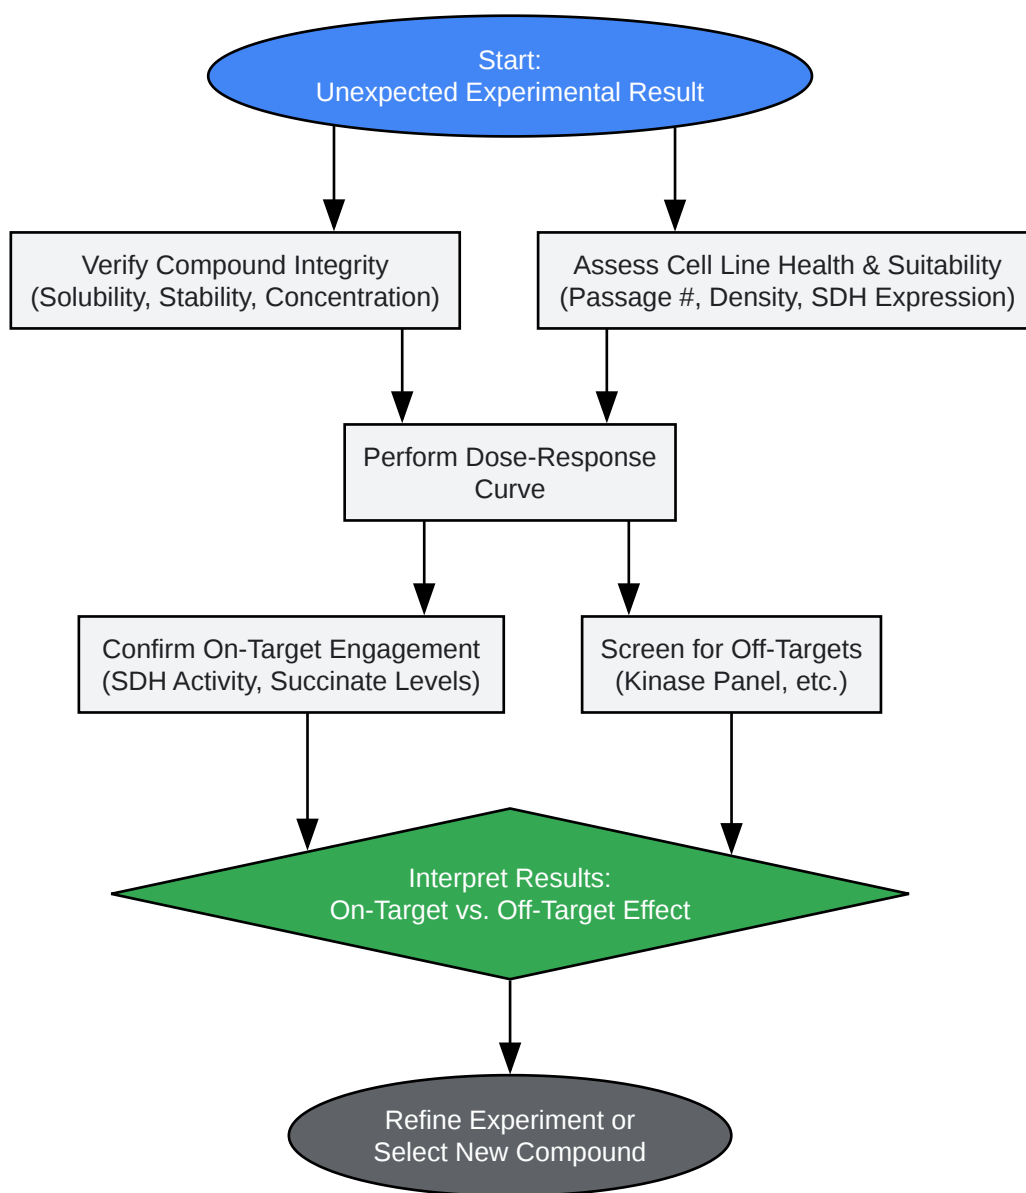 Start:
Unexpected Experimental Result
Verify Compound Integrity
(Solubility, Stability, Concentration)
Assess Cell Line Health & Suitability
(Passage #, Density, SDH Expression)
Perform Dose-Response
Curve
Confirm On-Target Engagement
(SDH Activity, Succinate Levels)
Screen for Off-Targets
(Kinase Panel, etc.)
Interpret Results:
On-Target vs. Off-Target Effect
Refine Experiment or
Select New Compound